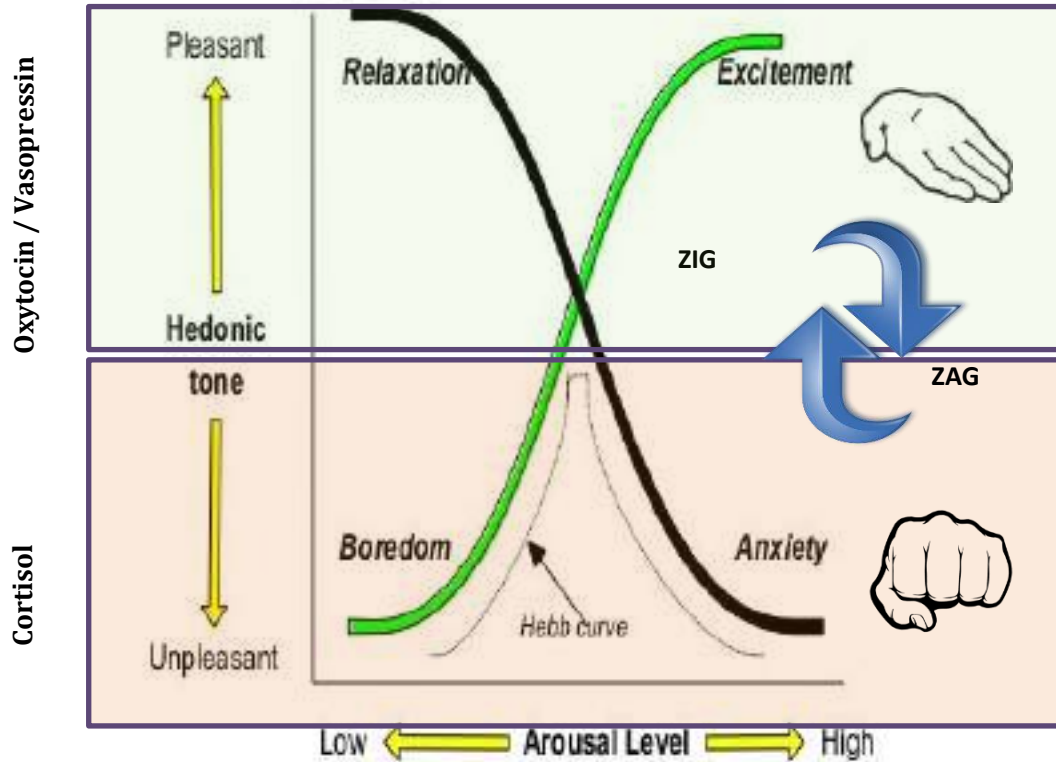 Oxytocin / Vasopressin
Pleasant
Relaxation
Excitement
ZIG
Hedonic
tone
ZAG
Cortisol
Boredom
Anxiety
Hebb curve
Unpleasant
Low
Arousal Level
High